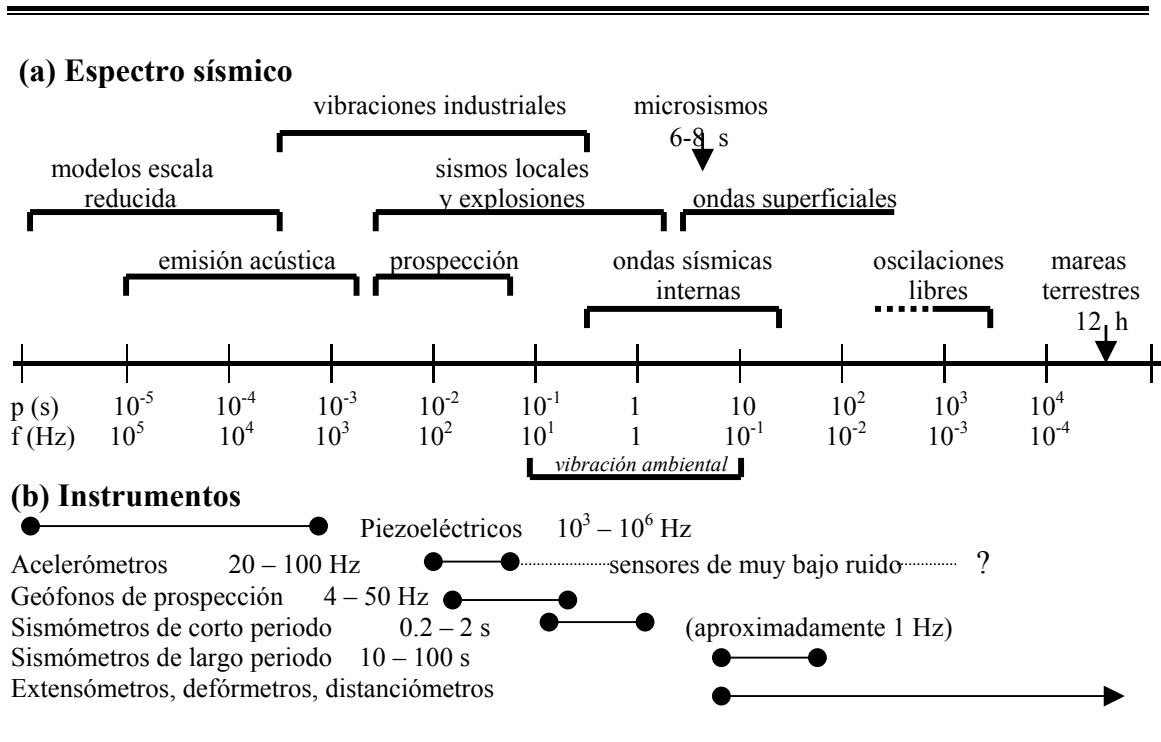 (a) Espectro sísmico
vibraciones industriales
microsismos
6-8 s
modelos escala
reducida
sismos locales
y explosiones
ondas superficiales
emisión acústica
prospección
ondas sísmicas
internas
oscilaciones
libres
mareas
terrestres
12 h
p (s) 10⁻⁵ 10⁻⁴ 10⁻³ 10⁻² 10⁻¹ 1 10 10² 10³ 10⁴
f (Hz) 10⁵ 10⁴ 10³ 10² 10¹ 1 10⁻¹ 10⁻² 10⁻³ 10⁻⁴
vibración ambiental
(b) Instrumentos
Piezoeléctricos 10³ – 10⁶ Hz
Acelerómetros 20 – 100 Hz sensores de muy bajo ruido ?
Geófonos de prospección 4 – 50 Hz
Sismómetros de corto periodo 0.2 – 2 s (aproximadamente 1 Hz)
Sismómetros de largo periodo 10 – 100 s
Extensómetros, defórmetros, distanciómetros